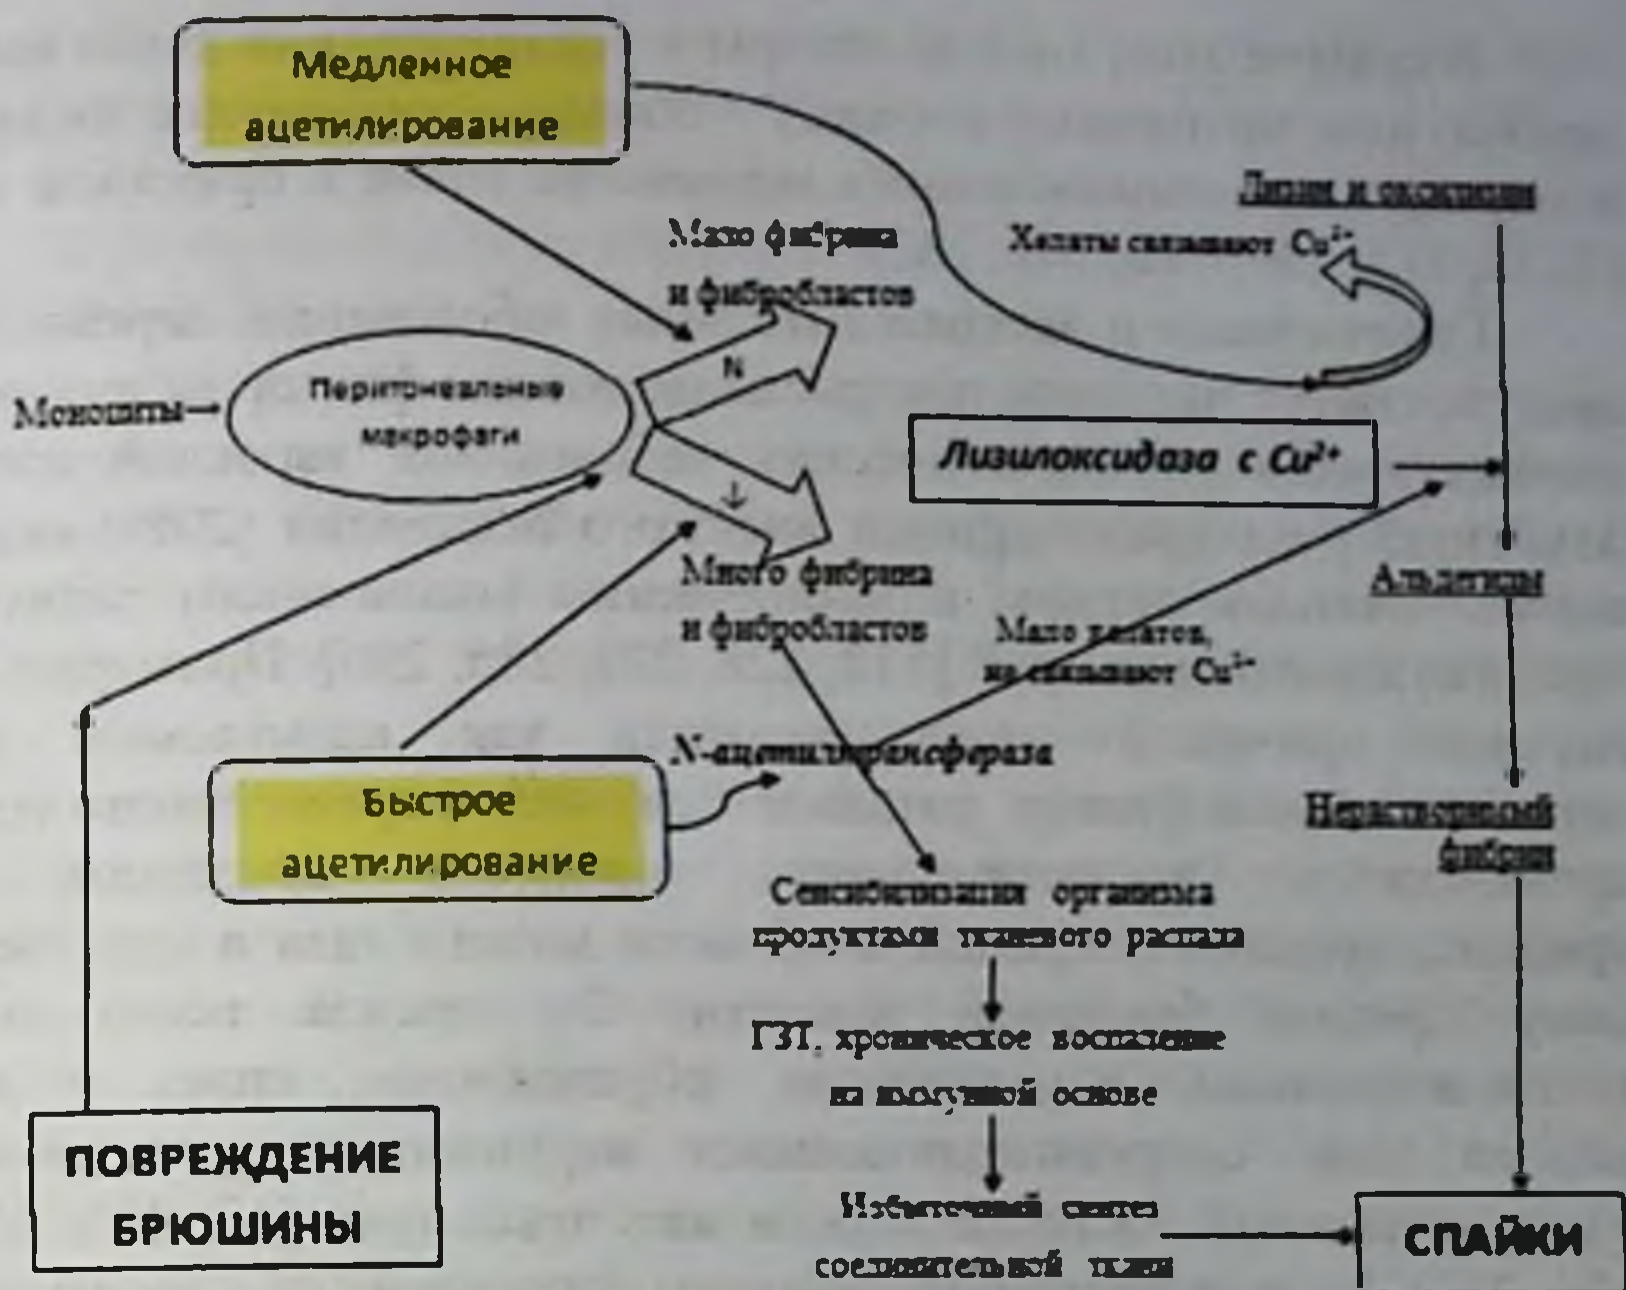 Медленное
ацетилирование
Лизин и оксилизин
Мало фибрина
и фибробластов
Хелаты связывают Cu²⁺
N
Моноциты
Перитонеальные
макрофаги
Лизилоксидаза с Cu²⁺
↓
Много фибрина
и фибробластов
Мало хелатов,
не связывают Cu²⁺
Альдегиды
N-ацетилтрансфераза
Быстрое
ацетилирование
Нерастворимый
фибрин
Сенсибилизация организма
продуктами тканевого распада
ГЗТ, хроническое воспаление
на иммунной основе
ПОВРЕЖДЕНИЕ
БРЮШИНЫ
Избыточный синтез
соединительной ткани
СПАЙКИ